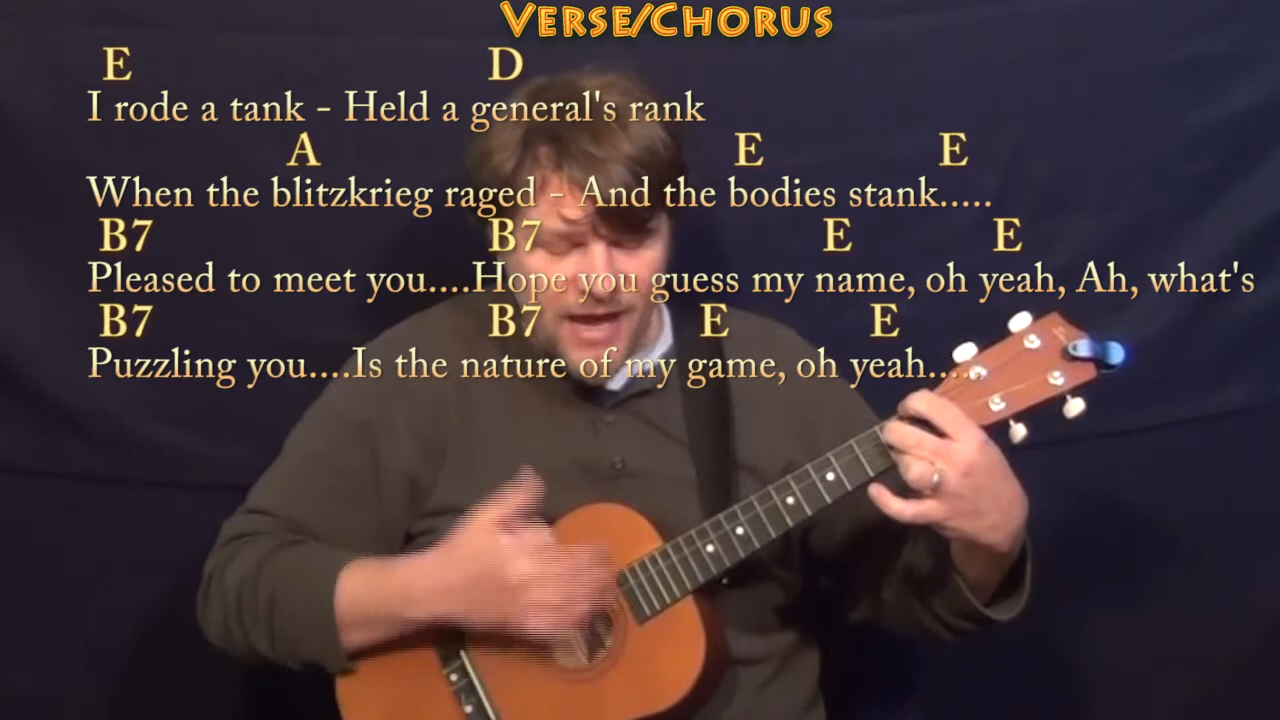 VERSE/CHORUS
E D
I rode a tank - Held a general's rank
A E E
When the blitzkrieg raged - And the bodies stank.....
B7 B7 E E
Pleased to meet you....Hope you guess my name, oh yeah, Ah, what's
B7 B7 E E
Puzzling you....Is the nature of my game, oh yeah.....